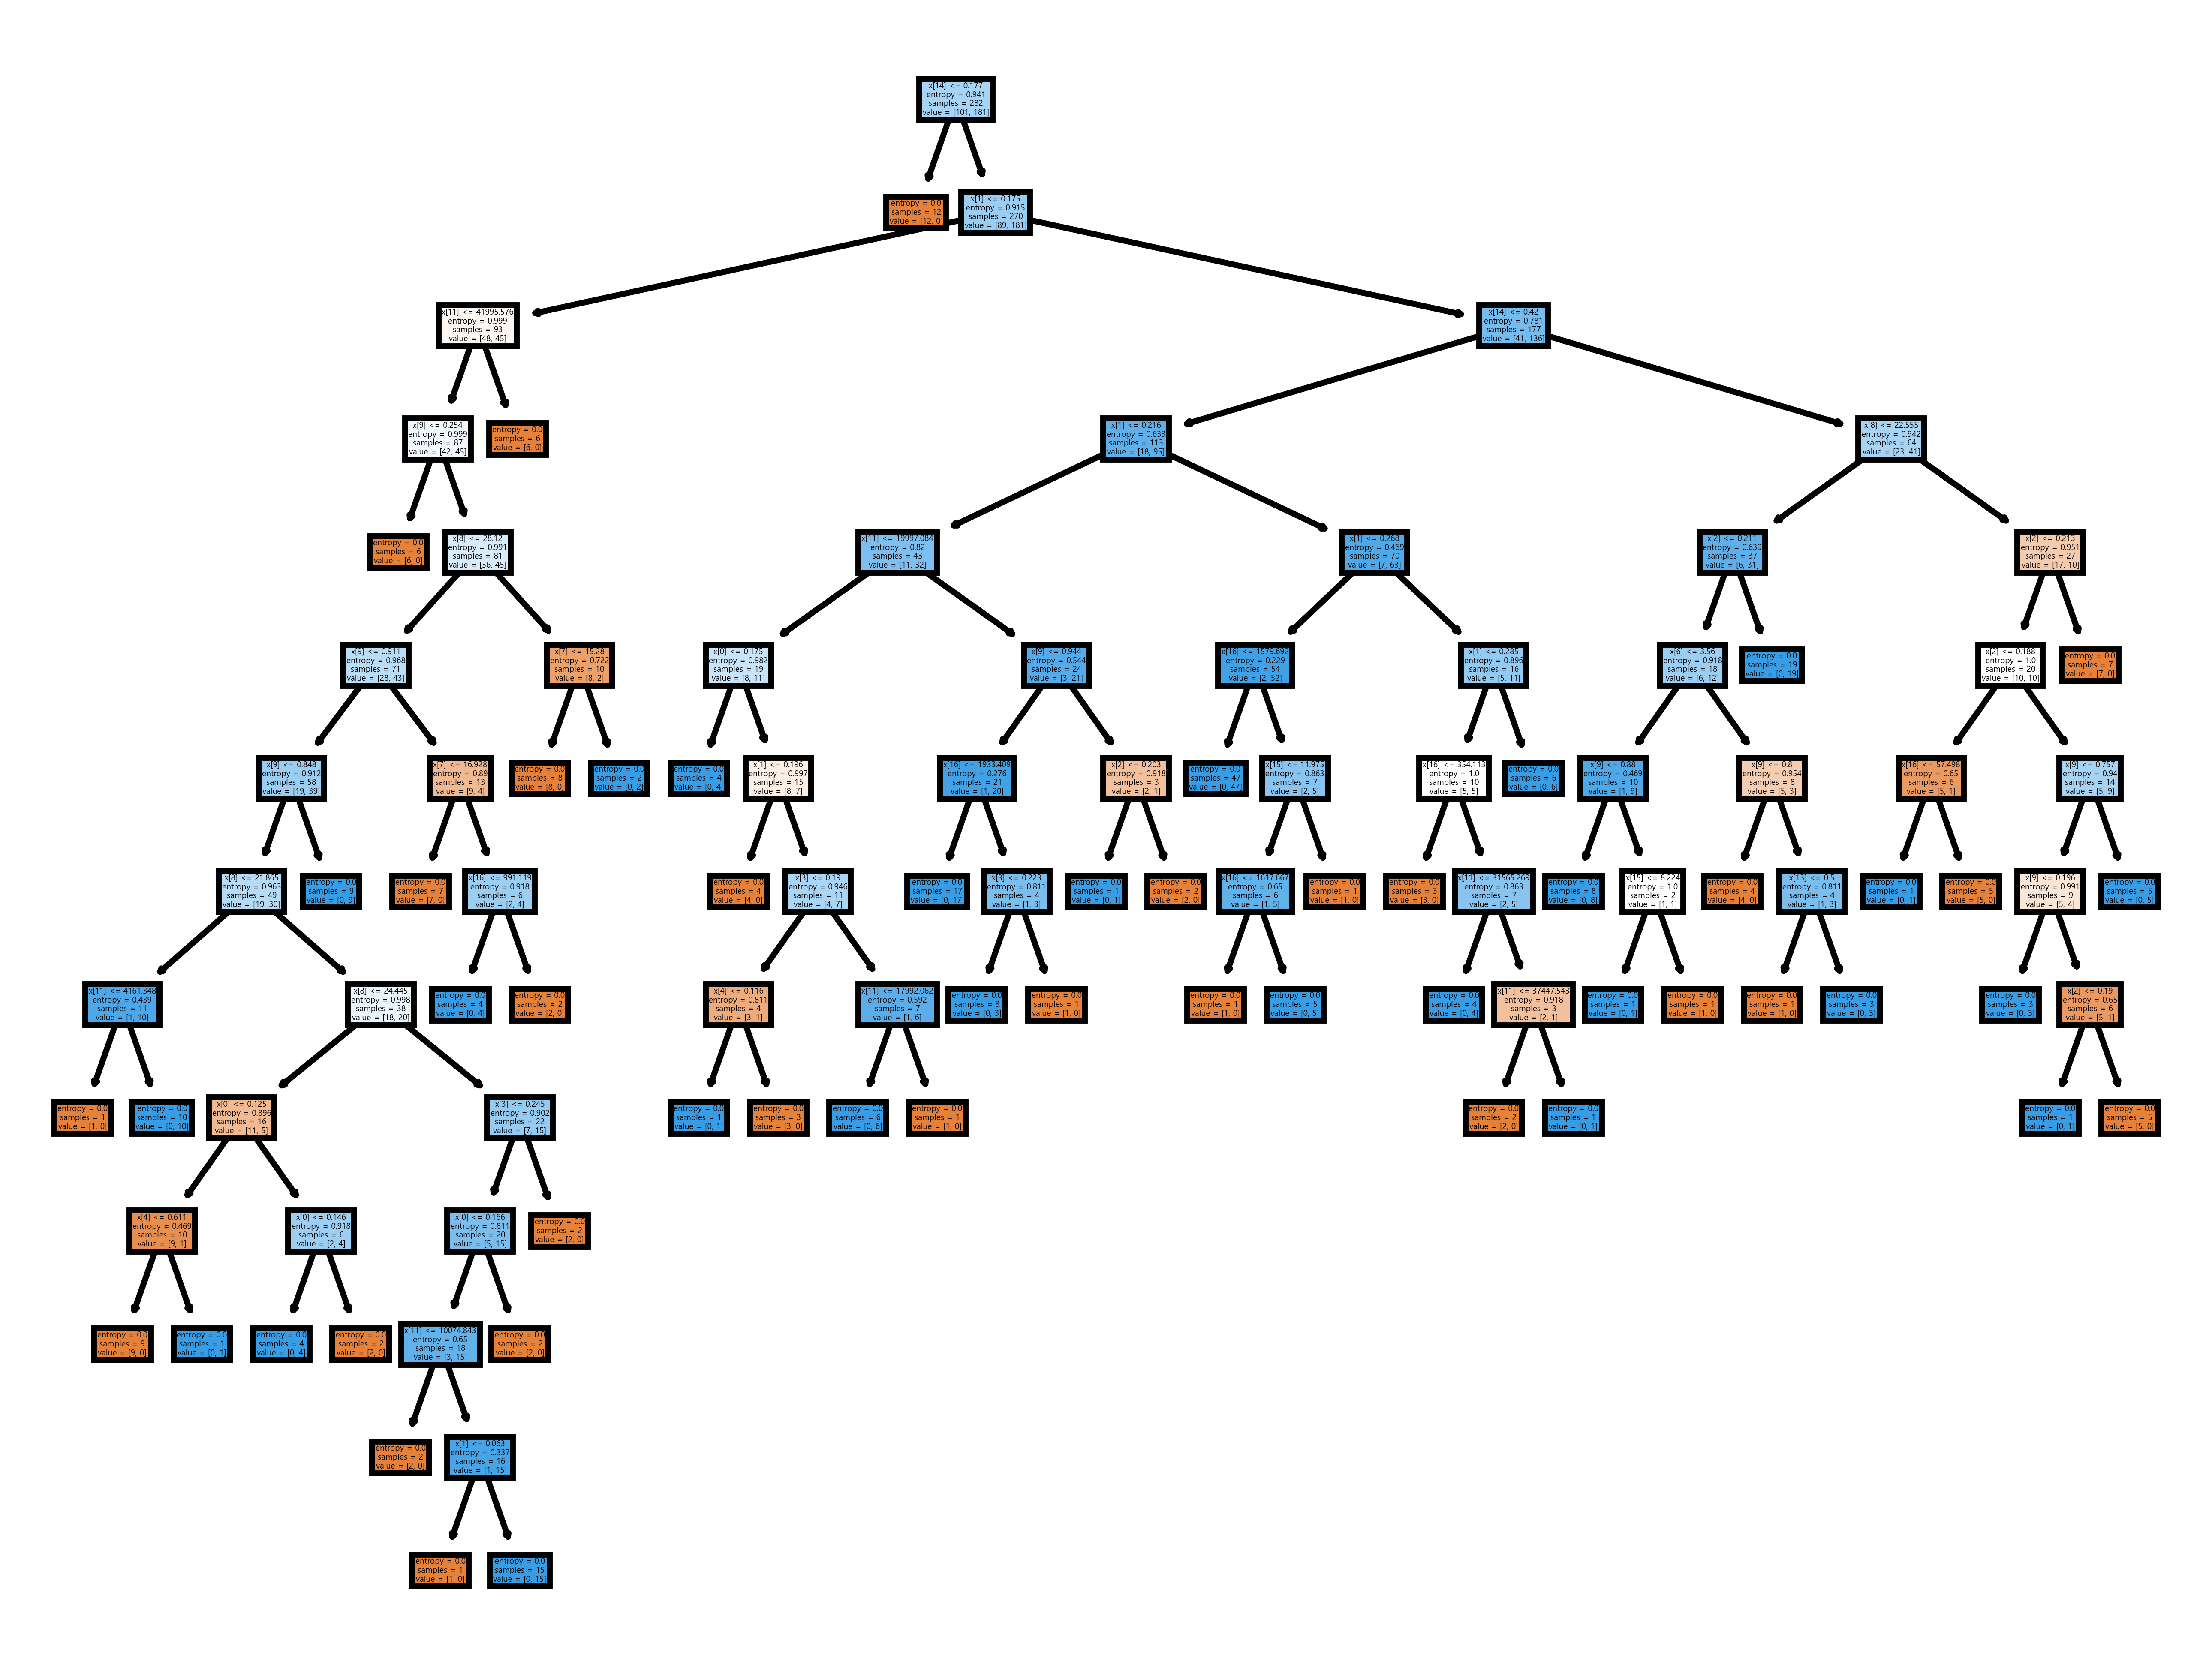 x[14] <= 0.177
entropy = 0.941
samples = 282
value = [101, 181]
entropy = 0.0
samples = 12
value = [12, 0]
x[1] <= 0.175
entropy = 0.915
samples = 270
value = [89, 181]
x[11] <= 41995.576
entropy = 0.999
samples = 93
value = [48, 45]
x[14] <= 0.42
entropy = 0.781
samples = 177
value = [41, 136]
x[9] <= 0.254
entropy = 0.999
samples = 87
value = [42, 45]
entropy = 0.0
samples = 6
value = [6, 0]
x[1] <= 0.216
entropy = 0.633
samples = 113
value = [18, 95]
x[8] <= 22.555
entropy = 0.942
samples = 64
value = [23, 41]
entropy = 0.0
samples = 6
value = [6, 0]
x[8] <= 28.12
entropy = 0.991
samples = 81
value = [36, 45]
x[11] <= 19997.084
entropy = 0.82
samples = 43
value = [11, 32]
x[1] <= 0.268
entropy = 0.469
samples = 70
value = [7, 63]
x[2] <= 0.211
entropy = 0.639
samples = 37
value = [6, 31]
x[2] <= 0.213
entropy = 0.951
samples = 27
value = [17, 10]
x[9] <= 0.911
entropy = 0.968
samples = 71
value = [28, 43]
x[7] <= 15.28
entropy = 0.722
samples = 10
value = [8, 2]
x[0] <= 0.175
entropy = 0.982
samples = 19
value = [8, 11]
x[9] <= 0.944
entropy = 0.544
samples = 24
value = [3, 21]
x[16] <= 1579.692
entropy = 0.229
samples = 54
value = [2, 52]
x[1] <= 0.285
entropy = 0.896
samples = 16
value = [5, 11]
x[6] <= 3.56
entropy = 0.918
samples = 18
value = [6, 12]
entropy = 0.0
samples = 19
value = [0, 19]
x[2] <= 0.188
entropy = 1.0
samples = 20
value = [10, 10]
entropy = 0.0
samples = 7
value = [7, 0]
x[9] <= 0.848
entropy = 0.912
samples = 58
value = [19, 39]
x[7] <= 16.928
entropy = 0.89
samples = 13
value = [9, 4]
entropy = 0.0
samples = 8
value = [8, 0]
entropy = 0.0
samples = 2
value = [0, 2]
entropy = 0.0
samples = 4
value = [0, 4]
x[1] <= 0.196
entropy = 0.997
samples = 15
value = [8, 7]
x[16] <= 1933.409
entropy = 0.276
samples = 21
value = [1, 20]
x[2] <= 0.203
entropy = 0.918
samples = 3
value = [2, 1]
entropy = 0.0
samples = 47
value = [0, 47]
x[15] <= 11.975
entropy = 0.863
samples = 7
value = [2, 5]
x[16] <= 354.113
entropy = 1.0
samples = 10
value = [5, 5]
entropy = 0.0
samples = 6
value = [0, 6]
x[9] <= 0.88
entropy = 0.469
samples = 10
value = [1, 9]
x[9] <= 0.8
entropy = 0.954
samples = 8
value = [5, 3]
x[16] <= 57.498
entropy = 0.65
samples = 6
value = [5, 1]
x[9] <= 0.757
entropy = 0.94
samples = 14
value = [5, 9]
x[8] <= 21.865
entropy = 0.963
samples = 49
value = [19, 30]
entropy = 0.0
samples = 9
value = [0, 9]
entropy = 0.0
samples = 7
value = [7, 0]
x[16] <= 991.119
entropy = 0.918
samples = 6
value = [2, 4]
entropy = 0.0
samples = 4
value = [4, 0]
x[3] <= 0.19
entropy = 0.946
samples = 11
value = [4, 7]
entropy = 0.0
samples = 17
value = [0, 17]
x[3] <= 0.223
entropy = 0.811
samples = 4
value = [1, 3]
entropy = 0.0
samples = 1
value = [0, 1]
entropy = 0.0
samples = 2
value = [2, 0]
x[16] <= 1617.667
entropy = 0.65
samples = 6
value = [1, 5]
entropy = 0.0
samples = 1
value = [1, 0]
entropy = 0.0
samples = 3
value = [3, 0]
x[11] <= 31565.269
entropy = 0.863
samples = 7
value = [2, 5]
entropy = 0.0
samples = 8
value = [0, 8]
x[15] <= 8.224
entropy = 1.0
samples = 2
value = [1, 1]
entropy = 0.0
samples = 4
value = [4, 0]
x[13] <= 0.5
entropy = 0.811
samples = 4
value = [1, 3]
entropy = 0.0
samples = 1
value = [0, 1]
entropy = 0.0
samples = 5
value = [5, 0]
x[9] <= 0.196
entropy = 0.991
samples = 9
value = [5, 4]
entropy = 0.0
samples = 5
value = [0, 5]
x[11] <= 4161.348
entropy = 0.439
samples = 11
value = [1, 10]
x[8] <= 24.445
entropy = 0.998
samples = 38
value = [18, 20]
entropy = 0.0
samples = 4
value = [0, 4]
entropy = 0.0
samples = 2
value = [2, 0]
x[4] <= 0.116
entropy = 0.811
samples = 4
value = [3, 1]
x[11] <= 17992.062
entropy = 0.592
samples = 7
value = [1, 6]
entropy = 0.0
samples = 3
value = [0, 3]
entropy = 0.0
samples = 1
value = [1, 0]
entropy = 0.0
samples = 1
value = [1, 0]
entropy = 0.0
samples = 5
value = [0, 5]
entropy = 0.0
samples = 4
value = [0, 4]
x[11] <= 37447.543
entropy = 0.918
samples = 3
value = [2, 1]
entropy = 0.0
samples = 1
value = [0, 1]
entropy = 0.0
samples = 1
value = [1, 0]
entropy = 0.0
samples = 1
value = [1, 0]
entropy = 0.0
samples = 3
value = [0, 3]
entropy = 0.0
samples = 3
value = [0, 3]
x[2] <= 0.19
entropy = 0.65
samples = 6
value = [5, 1]
entropy = 0.0
samples = 1
value = [1, 0]
entropy = 0.0
samples = 10
value = [0, 10]
x[0] <= 0.125
entropy = 0.896
samples = 16
value = [11, 5]
x[3] <= 0.245
entropy = 0.902
samples = 22
value = [7, 15]
entropy = 0.0
samples = 1
value = [0, 1]
entropy = 0.0
samples = 3
value = [3, 0]
entropy = 0.0
samples = 6
value = [0, 6]
entropy = 0.0
samples = 1
value = [1, 0]
entropy = 0.0
samples = 2
value = [2, 0]
entropy = 0.0
samples = 1
value = [0, 1]
entropy = 0.0
samples = 1
value = [0, 1]
entropy = 0.0
samples = 5
value = [5, 0]
x[4] <= 0.611
entropy = 0.469
samples = 10
value = [9, 1]
x[0] <= 0.146
entropy = 0.918
samples = 6
value = [2, 4]
x[0] <= 0.166
entropy = 0.811
samples = 20
value = [5, 15]
entropy = 0.0
samples = 2
value = [2, 0]
entropy = 0.0
samples = 9
value = [9, 0]
entropy = 0.0
samples = 1
value = [0, 1]
entropy = 0.0
samples = 4
value = [0, 4]
entropy = 0.0
samples = 2
value = [2, 0]
x[11] <= 10074.843
entropy = 0.65
samples = 18
value = [3, 15]
entropy = 0.0
samples = 2
value = [2, 0]
entropy = 0.0
samples = 2
value = [2, 0]
x[1] <= 0.063
entropy = 0.337
samples = 16
value = [1, 15]
entropy = 0.0
samples = 1
value = [1, 0]
entropy = 0.0
samples = 15
value = [0, 15]